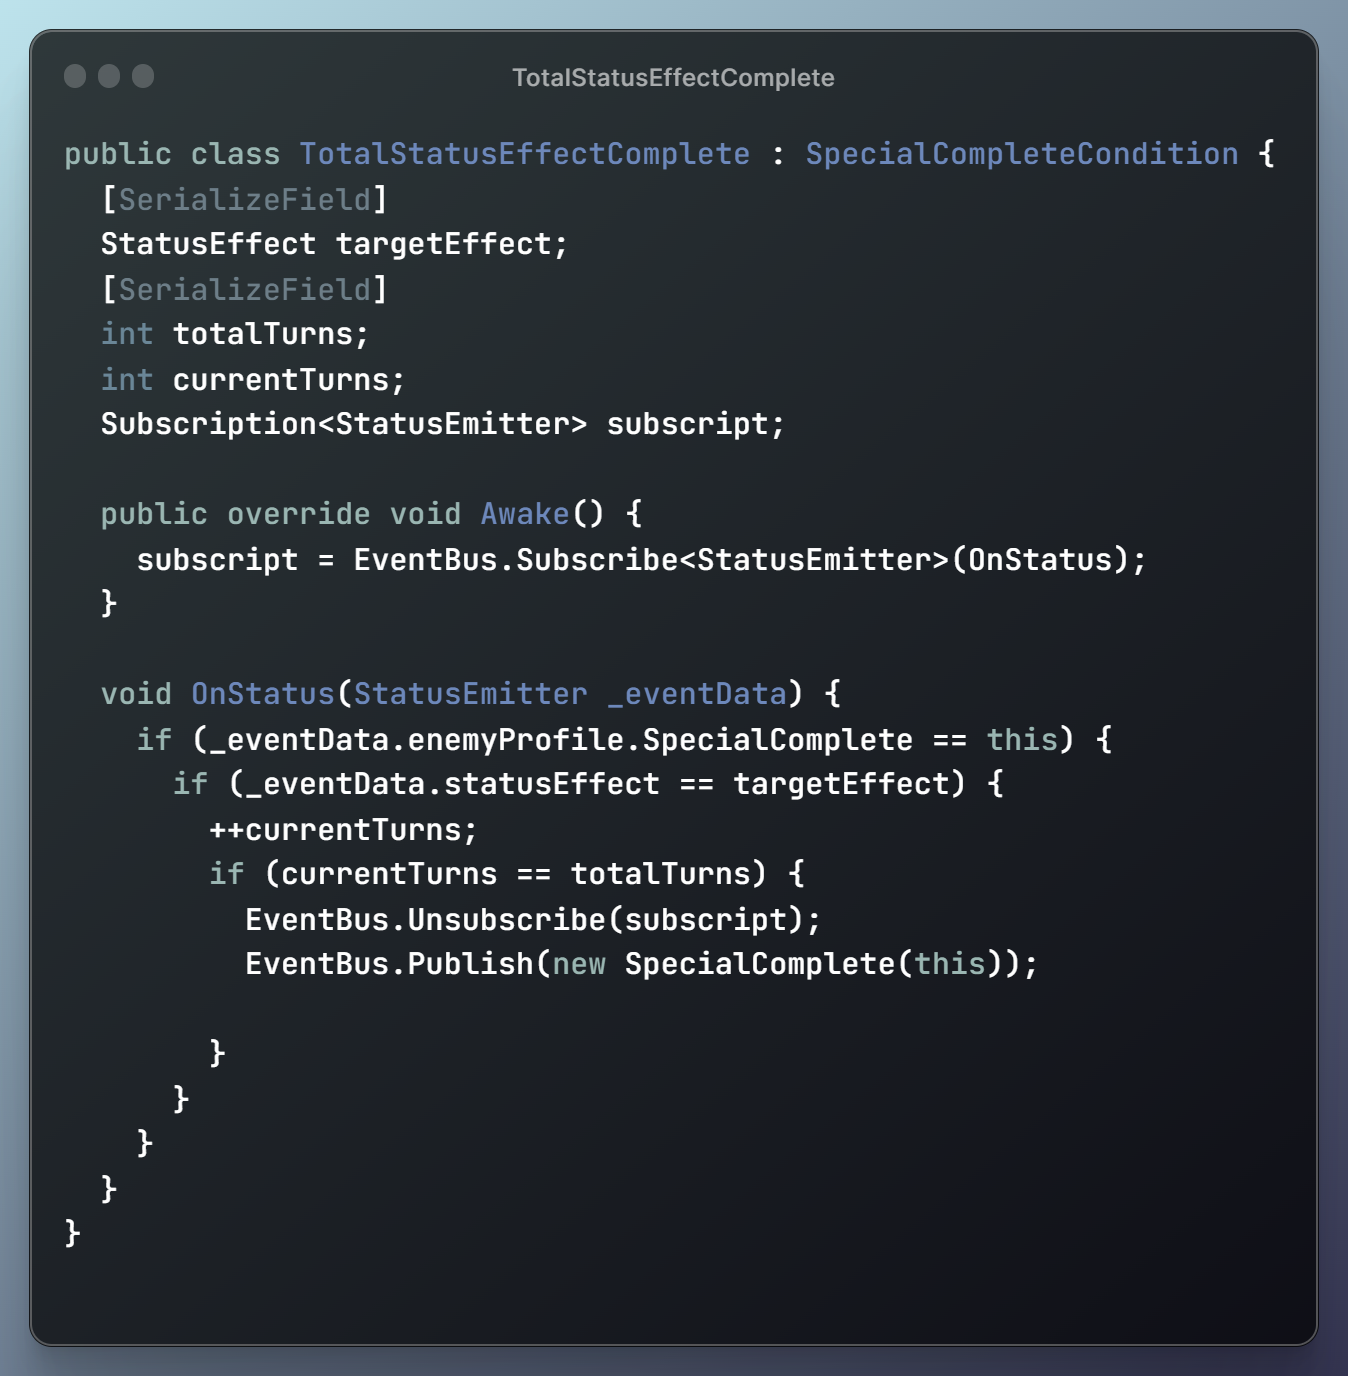 TotalStatusEffectComplete
public class TotalStatusEffectComplete : SpecialCompleteCondition {
  [SerializeField]
  StatusEffect targetEffect;
  [SerializeField]
  int totalTurns;
  int currentTurns;
  Subscription<StatusEmitter> subscript;

  public override void Awake() {
    subscript = EventBus.Subscribe<StatusEmitter>(OnStatus);
  }

  void OnStatus(StatusEmitter _eventData) {
    if (_eventData.enemyProfile.SpecialComplete == this) {
      if (_eventData.statusEffect == targetEffect) {
        ++currentTurns;
        if (currentTurns == totalTurns) {
          EventBus.Unsubscribe(subscript);
          EventBus.Publish(new SpecialComplete(this));

        }
      }
    }
  }
}